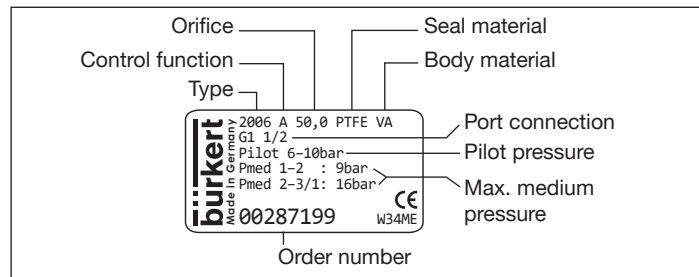 Orifice
Seal material
Control function
Body material
Type
2006 A 50,0 PTFE VA
G1 1/2
Port connection
Pilot 6–10bar
Pilot pressure
Pmed 1–2 : 9bar
Pmed 2–3/1: 16bar
Max. medium
pressure
bürkert
Made in Germany
CE
00287199
W34ME
Order number